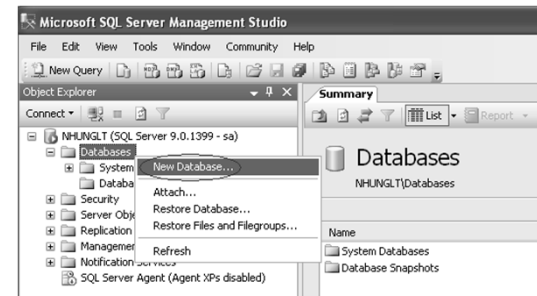 Microsoft SQL Server Management Studio
File Edit View Tools Window Community Help
New Query
Object Explorer
Summary
Connect
List
Report
NHUNGLT (SQL Server 9.0.1399 - sa)
Databases
System
Databa
Security
Server Obje
Replication
Managemen
Notification Services
SQL Server Agent (Agent XPs disabled)
New Database...
Attach...
Restore Database...
Restore Files and Filegroups...
Refresh
Databases
NHUNGLT\Databases
Name
System Databases
Database Snapshots